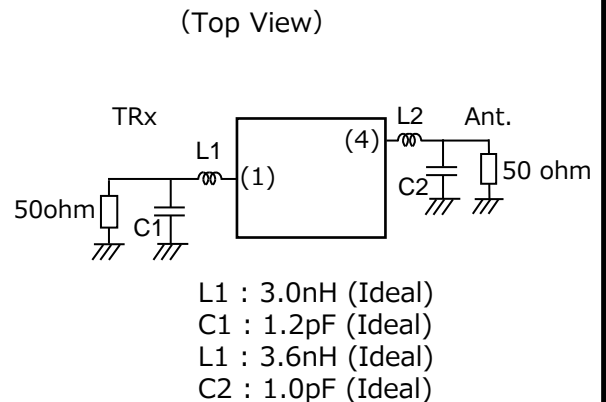 (Top View)
TRx
L2
Ant.
L1
(1)
(4)
50ohm
C1
C2
50 ohm
L1 : 3.0nH (Ideal)
C1 : 1.2pF (Ideal)
L1 : 3.6nH (Ideal)
C2 : 1.0pF (Ideal)